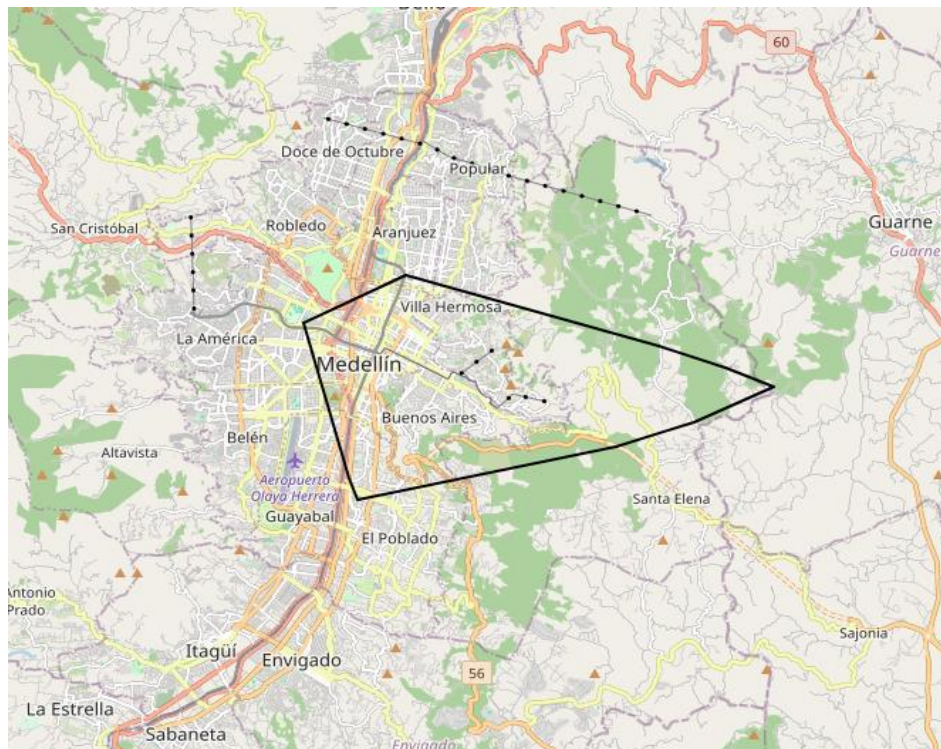 60
Doce de Octubre
Popular
San Cristóbal
Robledo
Aranjuez
Guarne
Guarne
Villa Hermosa
La América
Medellín
Buenos Aires
Belén
Altavista
Aeropuerto
Olaya Herrera
Guayabal
Santa Elena
El Poblado
Antonio
Prado
Sajonia
Itagüí
Envigado
56
La Estrella
Sabaneta
Envigado